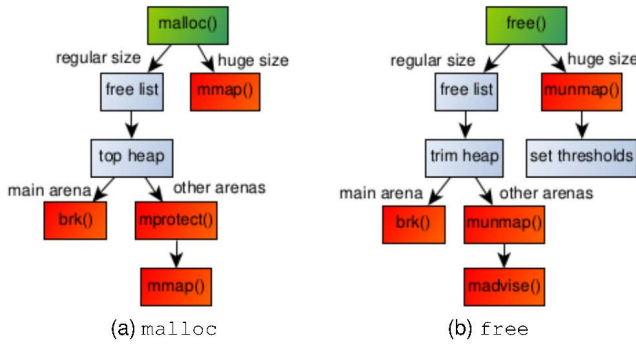 malloc()
regular size
huge size
free list
mmap()
top heap
main arena
other arenas
brk()
mprotect()
mmap()
(a) malloc
free()
regular size
huge size
free list
munmap()
trim heap
set thresholds
main arena
other arenas
brk()
munmap()
madvise()
(b) free